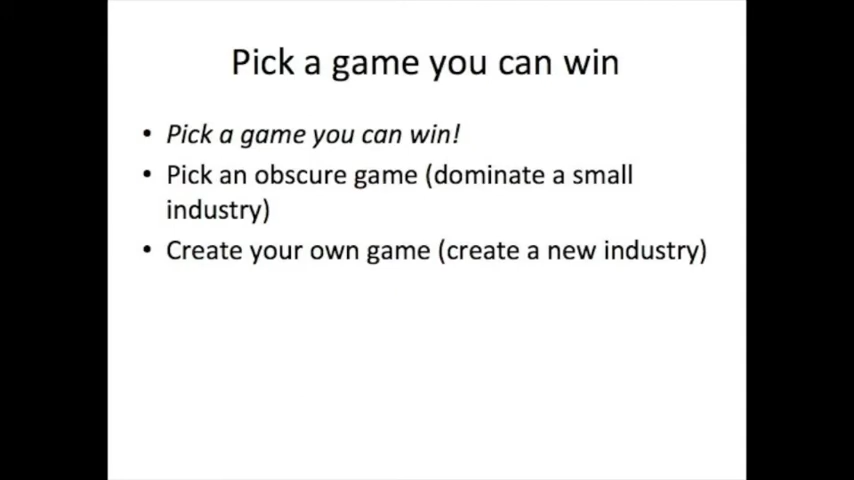 Pick a game you can win
• Pick a game you can win!
• Pick an obscure game (dominate a small
industry)
• Create your own game (create a new industry)